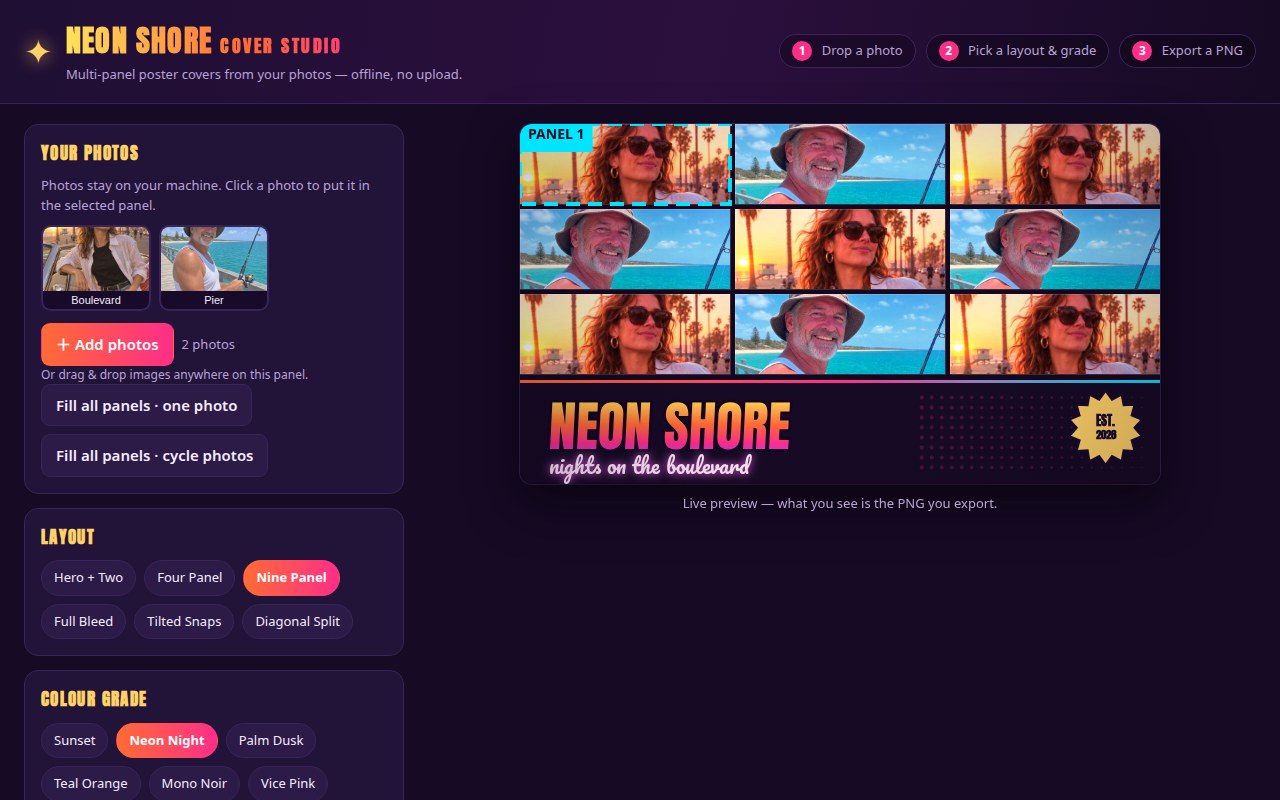 ✦ NEON SHORE COVER STUDIO
Multi-panel poster covers from your photos — offline, no upload.
1 Drop a photo
2 Pick a layout & grade
3 Export a PNG
YOUR PHOTOS
Photos stay on your machine. Click a photo to put it in
the selected panel.
Boulevard
Pier
+ Add photos
2 photos
Or drag & drop images anywhere on this panel.
Fill all panels · one photo
Fill all panels · cycle photos
LAYOUT
Hero + Two
Four Panel
Nine Panel
Full Bleed
Tilted Snaps
Diagonal Split
COLOUR GRADE
Sunset
Neon Night
Palm Dusk
Teal Orange
Mono Noir
Vice Pink
PANEL 1
NEON SHORE
nights on the boulevard
EST.
2026
Live preview — what you see is the PNG you export.